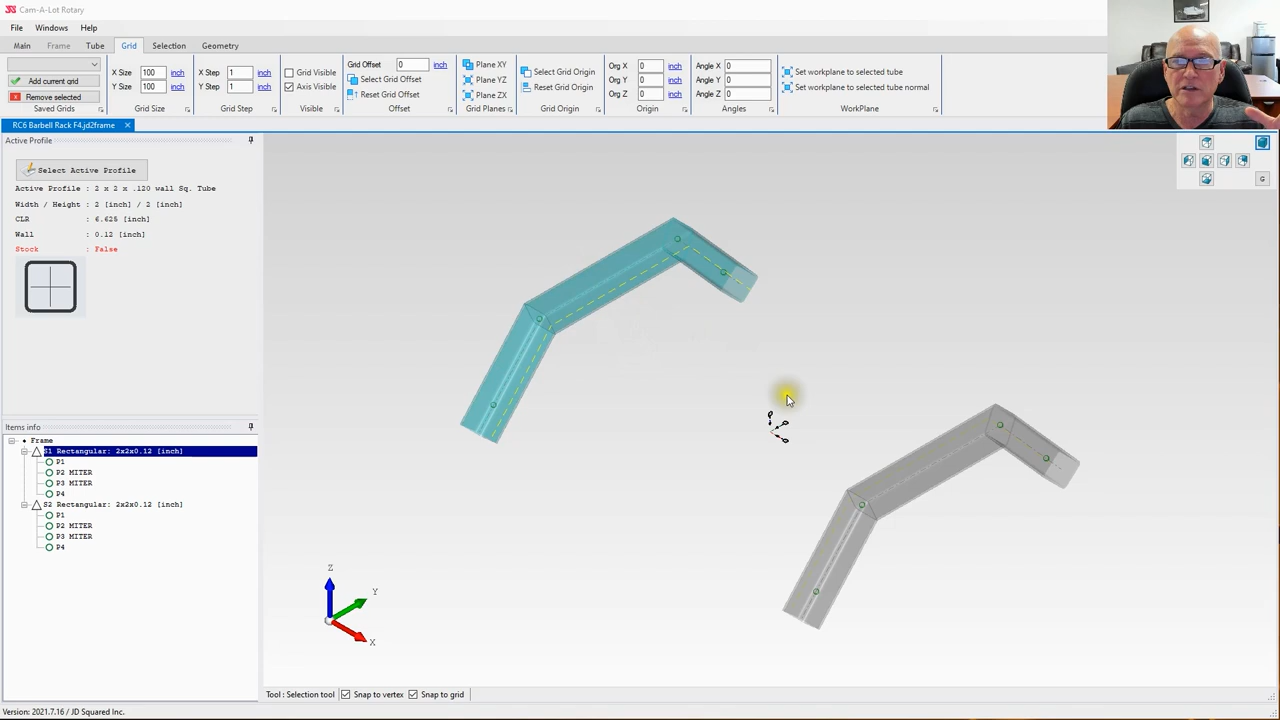 Cam-A-Lot Rotary
File Windows Help
Main Frame Tube Grid Selection Geometry
Add current grid
Remove selected
Saved Grids
X Size 100 inch
Y Size 100 inch
Grid Size
X Step 1 inch
Y Step 1 inch
Grid Step
Grid Visible
Axis Visible
Visible
Grid Offset 0 inch
Select Grid Offset
Reset Grid Offset
Offset
Plane XY
Plane YZ
Plane ZX
Grid Planes
Select Grid Origin
Reset Grid Origin
Grid Origin
Org X 0 inch
Org Y 0 inch
Org Z 0 inch
Origin
Angle X 0
Angle Y 0
Angle Z 0
Angles
Set workplane to selected tube
Set workplane to selected tube normal
WorkPlane
RC6 Barbell Rack F4.jd2frame
Active Profile
Select Active Profile
Active Profile : 2 x 2 x .120 wall Sq. Tube
Width / Height : 2 [inch] / 2 [inch]
CLR : 6.625 [inch]
Wall : 0.12 [inch]
Stock : False
Items info
Frame
S1 Rectangular: 2x2x0.12 [inch]
P1
P2 MITER
P3 MITER
P4
S2 Rectangular: 2x2x0.12 [inch]
P1
P2 MITER
P3 MITER
P4
Z
Y
X
G
Tool : Selection tool Snap to vertex Snap to grid
Version: 2021.7.16 / JD Squared Inc.